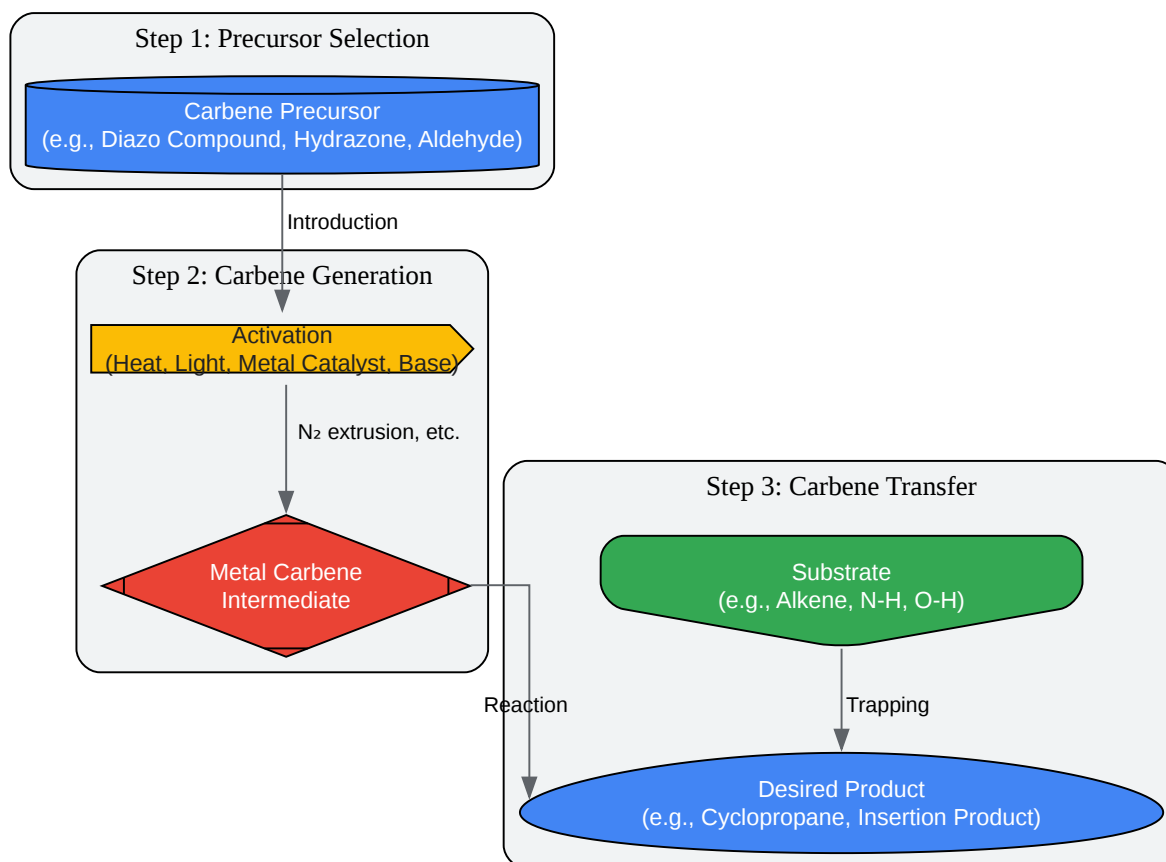 Step 1: Precursor Selection
Carbene Precursor
(e.g., Diazo Compound, Hydrazone, Aldehyde)
Introduction
Step 2: Carbene Generation
Activation
(Heat, Light, Metal Catalyst, Base)
N₂ extrusion, etc.
Metal Carbene
Intermediate
Step 3: Carbene Transfer
Substrate
(e.g., Alkene, N-H, O-H)
Reaction
Trapping
Desired Product
(e.g., Cyclopropane, Insertion Product)